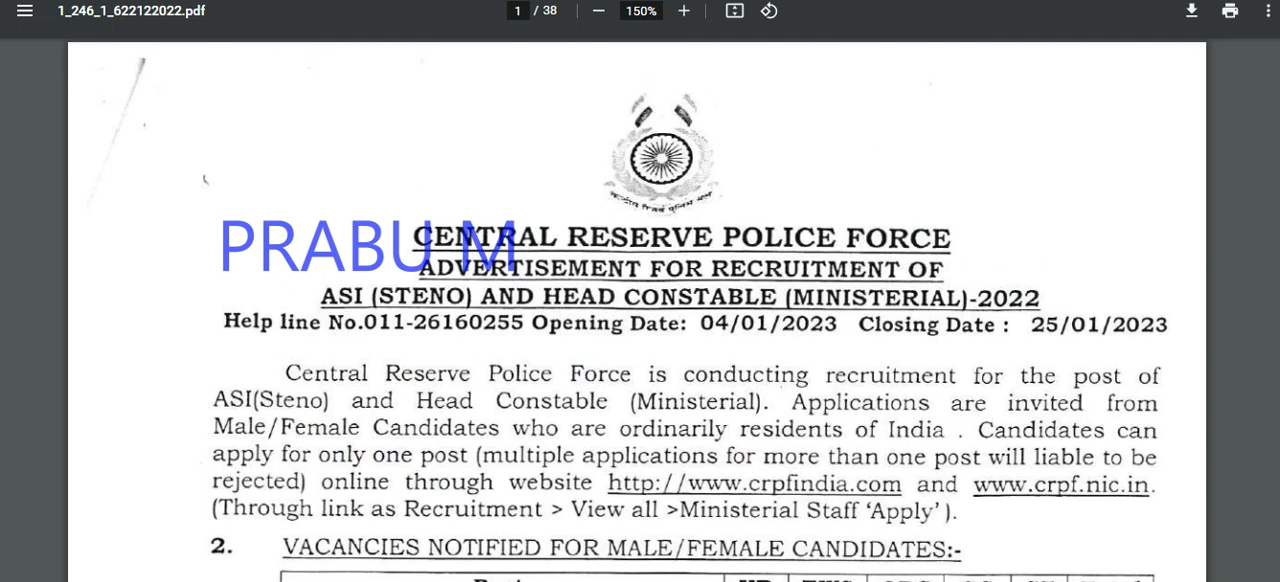 1_246_1_622122022.pdf
1 / 38
150%
PRABU M
CENTRAL RESERVE POLICE FORCE
ADVERTISEMENT FOR RECRUITMENT OF
ASI (STENO) AND HEAD CONSTABLE (MINISTERIAL)-2022
Help line No.011-26160255 Opening Date: 04/01/2023 Closing Date : 25/01/2023
Central Reserve Police Force is conducting recruitment for the post of
ASI(Steno) and Head Constable (Ministerial). Applications are invited from
Male/Female Candidates who are ordinarily residents of India . Candidates can
apply for only one post (multiple applications for more than one post will liable to be
rejected) online through website http://www.crpfindia.com and www.crpf.nic.in.
(Through link as Recruitment > View all >Ministerial Staff 'Apply' ).
2. VACANCIES NOTIFIED FOR MALE/FEMALE CANDIDATES:-